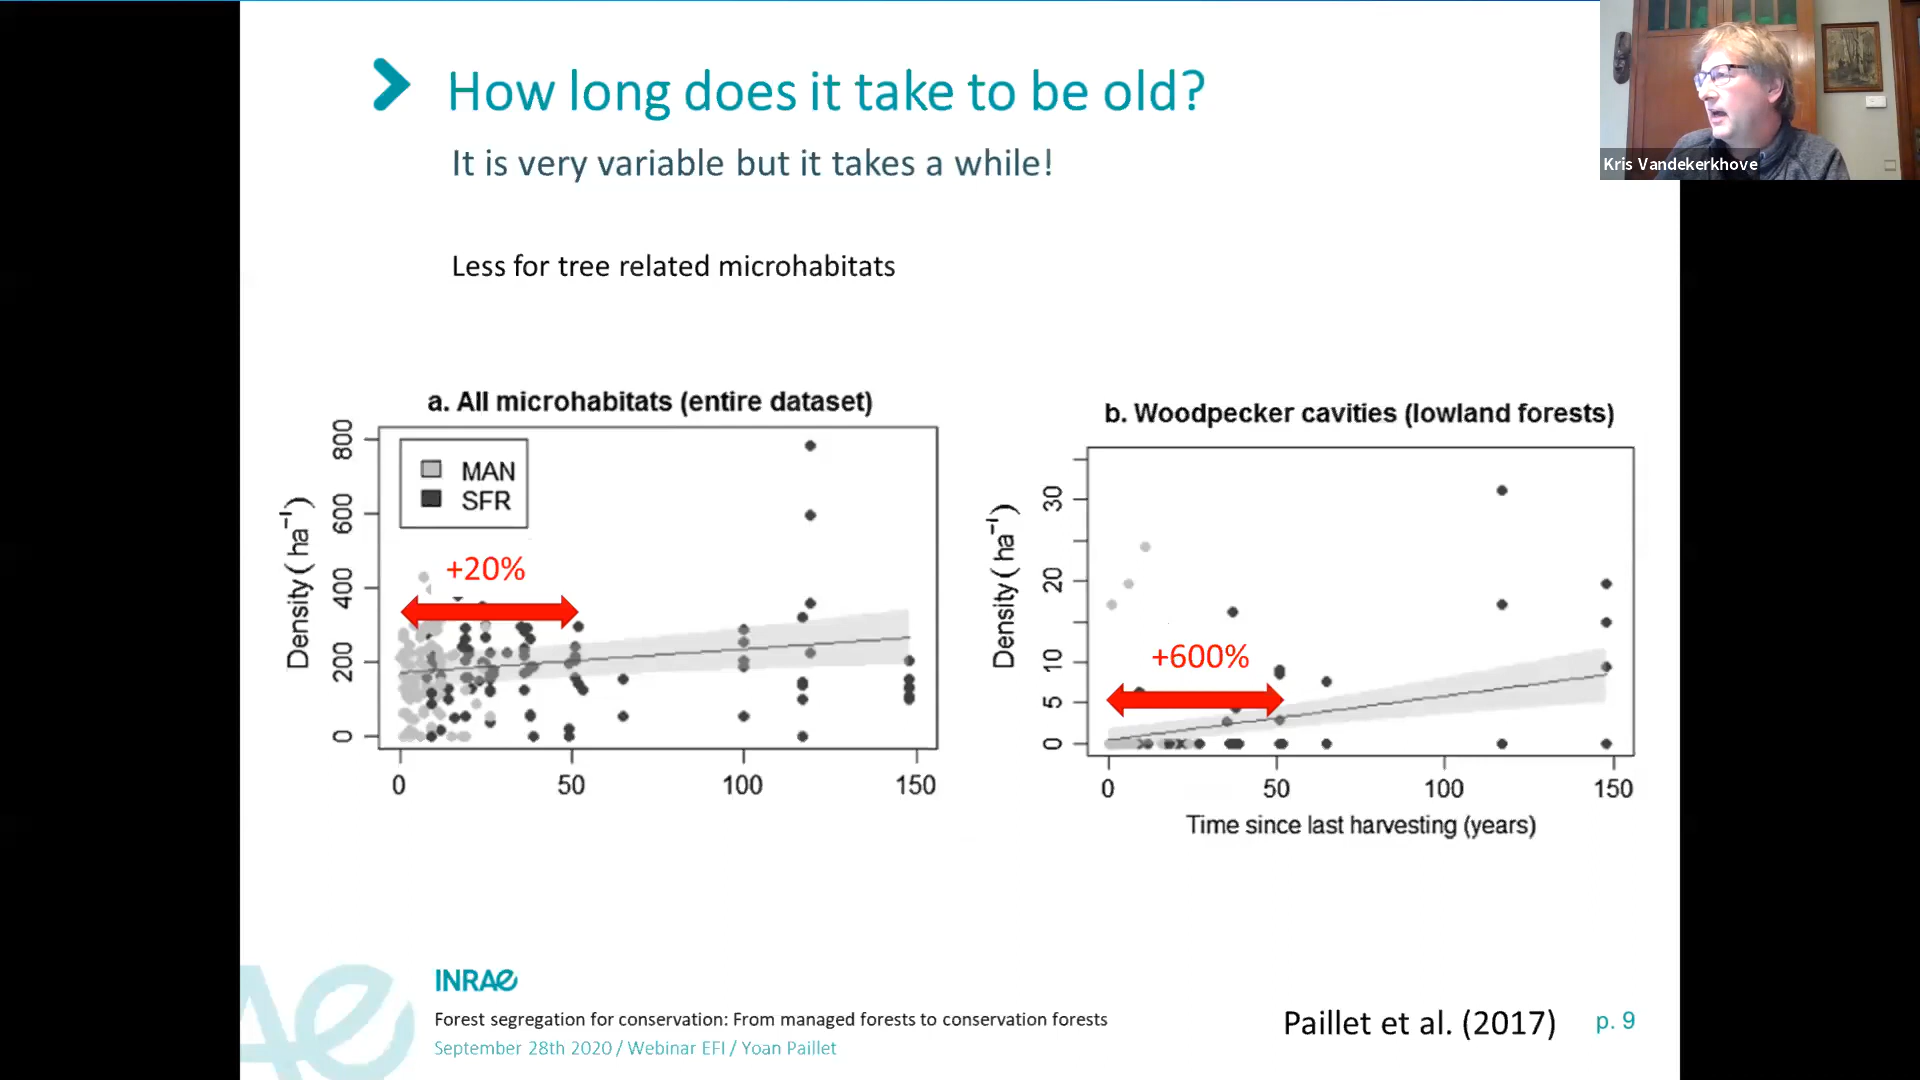 How long does it take to be old?
It is very variable but it takes a while!
Kris Vandekerkhove
Less for tree related microhabitats
a. All microhabitats (entire dataset)
Density ( ha⁻¹)
800
600
400
200
0
MAN
SFR
+20%
0 50 100 150
b. Woodpecker cavities (lowland forests)
Density ( ha⁻¹)
30
20
10
5
0
+600%
0 50 100 150
Time since last harvesting (years)
INRAE
Forest segregation for conservation: From managed forests to conservation forests
September 28th 2020 / Webinar EFI / Yoan Paillet
Paillet et al. (2017)
p. 9